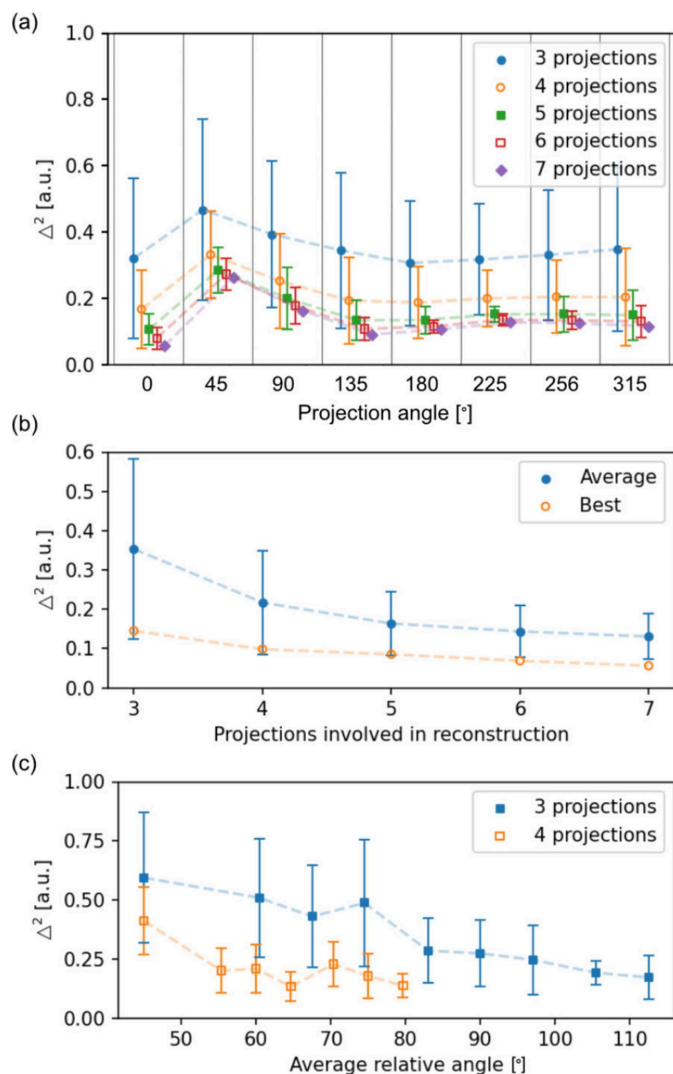 (a)
1.0
0.8
0.6
0.4
0.2
0.0
△² [a.u.]
3 projections
4 projections
5 projections
6 projections
7 projections
0 45 90 135 180 225 256 315
Projection angle [°]
(b)
0.6
0.5
0.4
0.3
0.2
0.1
0.0
△² [a.u.]
Average
Best
3 4 5 6 7
Projections involved in reconstruction
(c)
1.00
0.75
0.50
0.25
0.00
△² [a.u.]
3 projections
4 projections
50 60 70 80 90 100 110
Average relative angle [°]